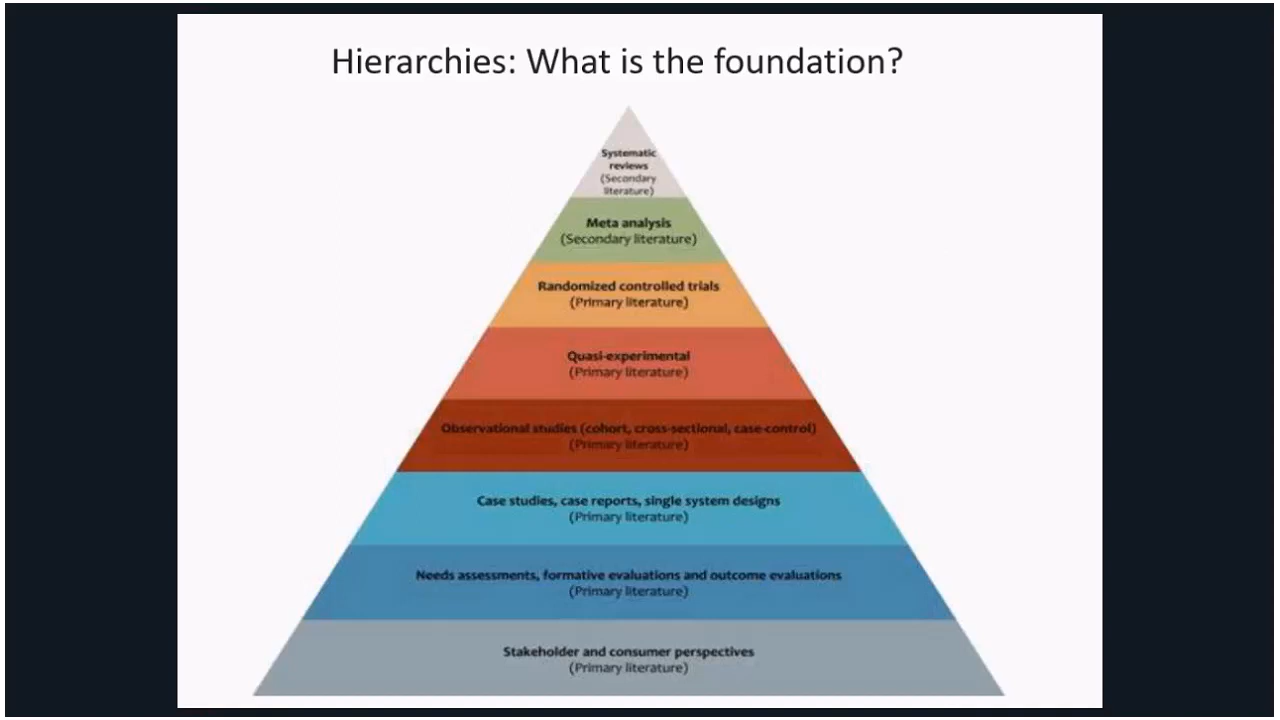 Hierarchies: What is the foundation?
Systematic
reviews
(Secondary
literature)
Meta analysis
(Secondary literature)
Randomized controlled trials
(Primary literature)
Quasi-experimental
(Primary literature)
Observational studies (cohort, cross-sectional, case-control)
(Primary literature)
Case studies, case reports, single system designs
(Primary literature)
Needs assessments, formative evaluations and outcome evaluations
(Primary literature)
Stakeholder and consumer perspectives
(Primary literature)